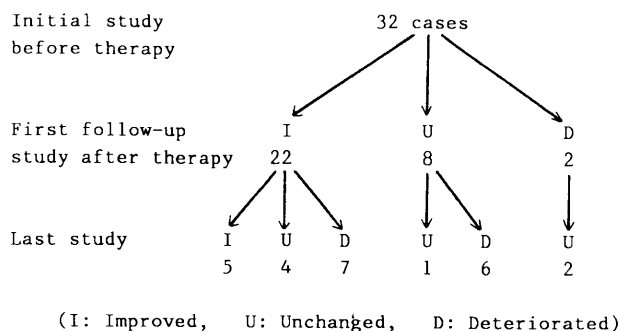 Initial study 32 cases
before therapy
First follow-up I U D
study after therapy 22 8 2
Last study I U D U D U
5 4 7 1 6 2
(I: Improved, U: Unchanged, D: Deteriorated)